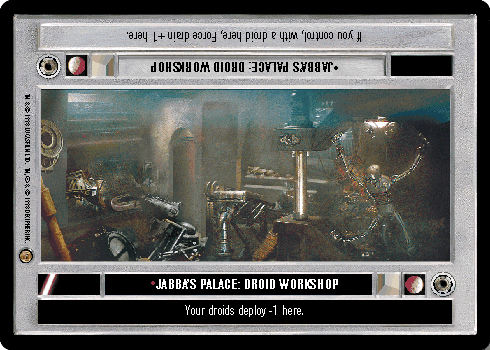 If you control, with a droid here, Force drain +1 here.
•JABBA'S PALACE: DROID WORKSHOP
•JABBA'S PALACE: DROID WORKSHOP
Your droids deploy -1 here.